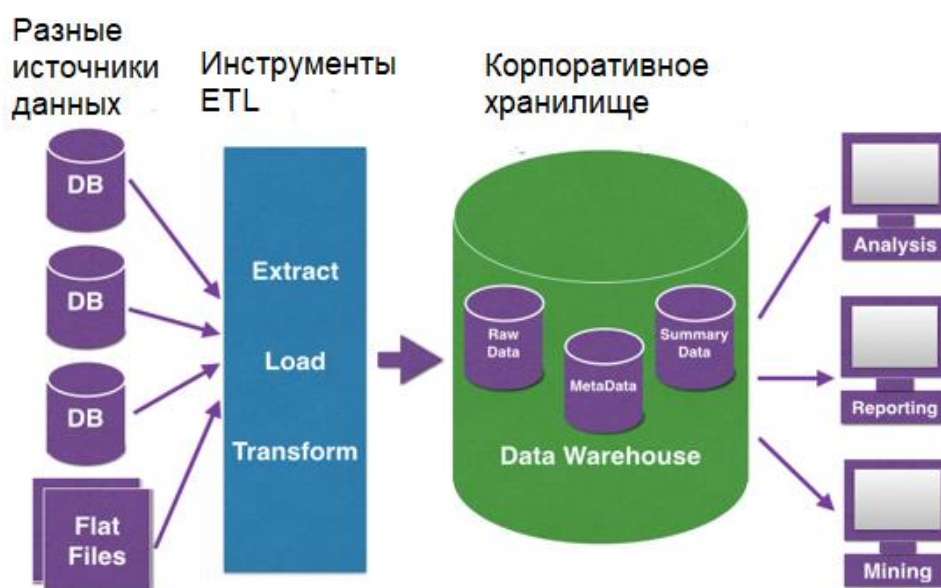 Разные
источники
данных
Инструменты
ETL
Корпоративное
хранилище
DB
DB
DB
Flat
Files
Extract
Load
Transform
Raw
Data
MetaData
Summary
Data
Data Warehouse
Analysis
Reporting
Mining